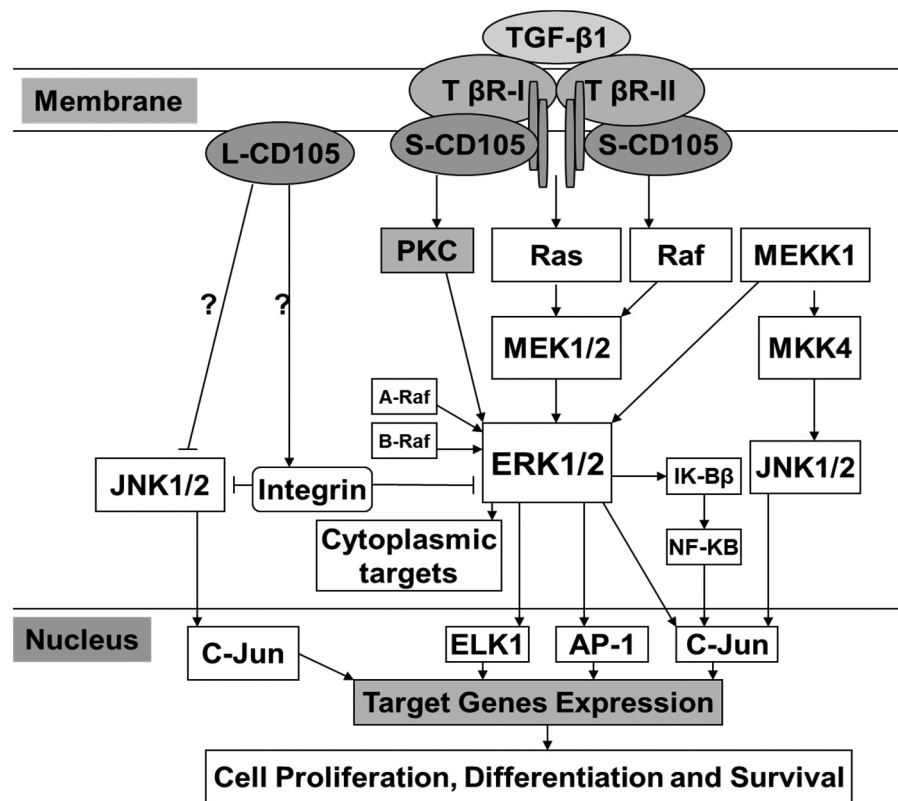 TGF-β1
T βR-I
T βR-II
Membrane
L-CD105
S-CD105
S-CD105
PKC
Ras
Raf
MEKK1
?
?
MEK1/2
MKK4
A-Raf
B-Raf
ERK1/2
JNK1/2
Integrin
IK-Bβ
JNK1/2
Cytoplasmic
targets
NF-KB
Nucleus
C-Jun
ELK1
AP-1
C-Jun
Target Genes Expression
Cell Proliferation, Differentiation and Survival